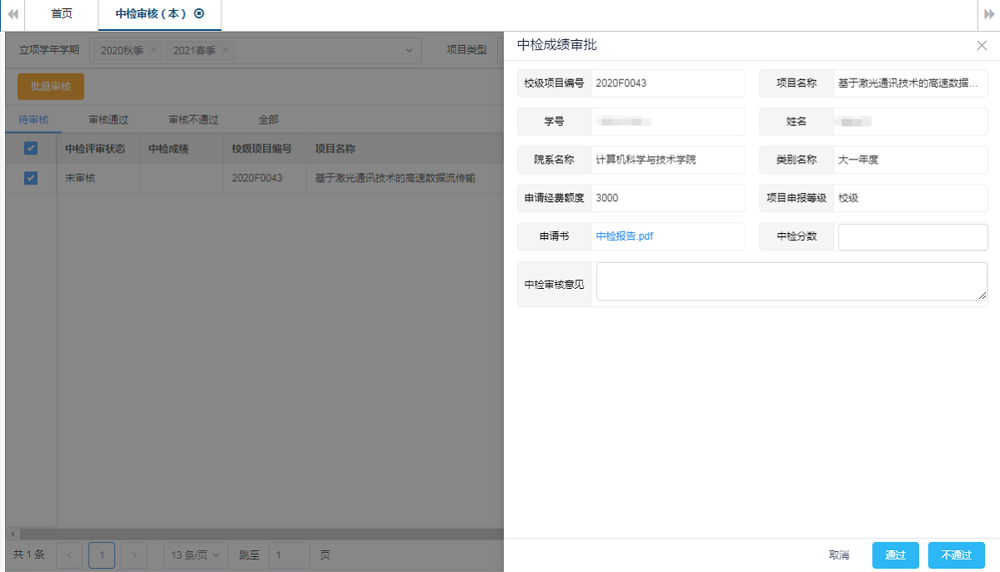 首页
中检审核（本）
立项学年学期
2020秋季 ×
2021春季 ×
项目类型
批量审核
待审核
审核通过
审核不通过
全部
中检评审状态
中检成绩
校级项目编号
项目名称
未审核
2020F0043
基于激光通讯技术的高速数据流传输
共 1 条
1
13 条/页
跳至
1
页
中检成绩审批
校级项目编号
2020F0043
项目名称
基于激光通讯技术的高速数据...
学号
姓名
院系名称
计算机科学与技术学院
类别名称
大一年度
申请经费额度
3000
项目申报等级
校级
申请书
中检报告.pdf
中检分数
中检审核意见
取消
通过
不通过